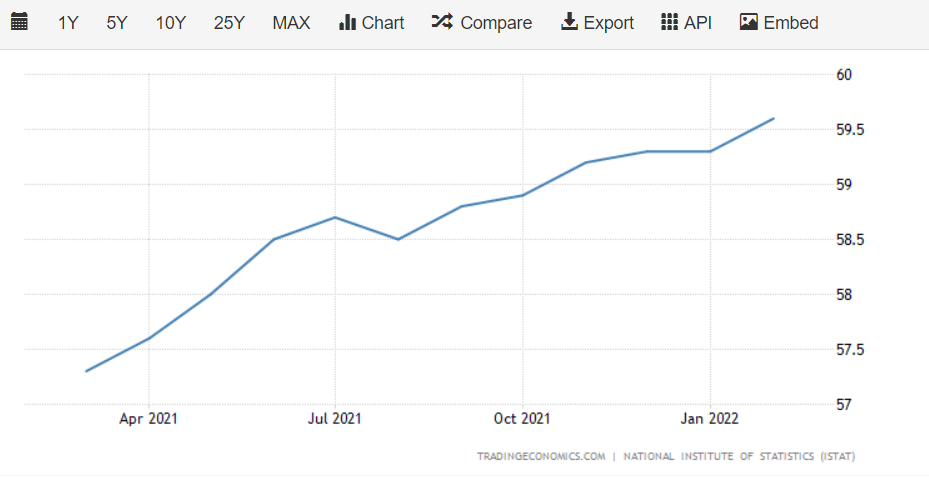 1Y 5Y 10Y 25Y MAX Chart Compare Export API Embed
60
59.5
59
58.5
58
57.5
57
Apr 2021 Jul 2021 Oct 2021 Jan 2022
TRADINGECONOMICS.COM | NATIONAL INSTITUTE OF STATISTICS (ISTAT)